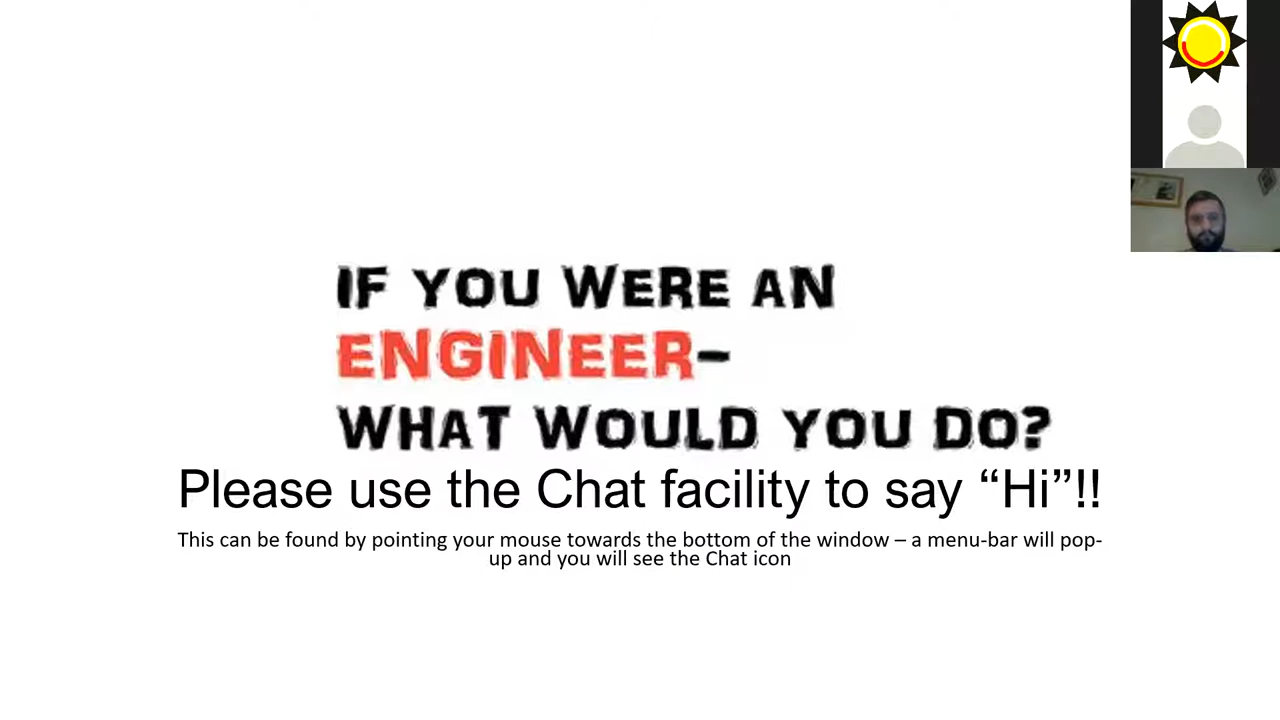 IF YOU WERE AN
ENGINEER–
WHAT WOULD YOU DO?
Please use the Chat facility to say “Hi”!!
This can be found by pointing your mouse towards the bottom of the window – a menu-bar will pop-
up and you will see the Chat icon